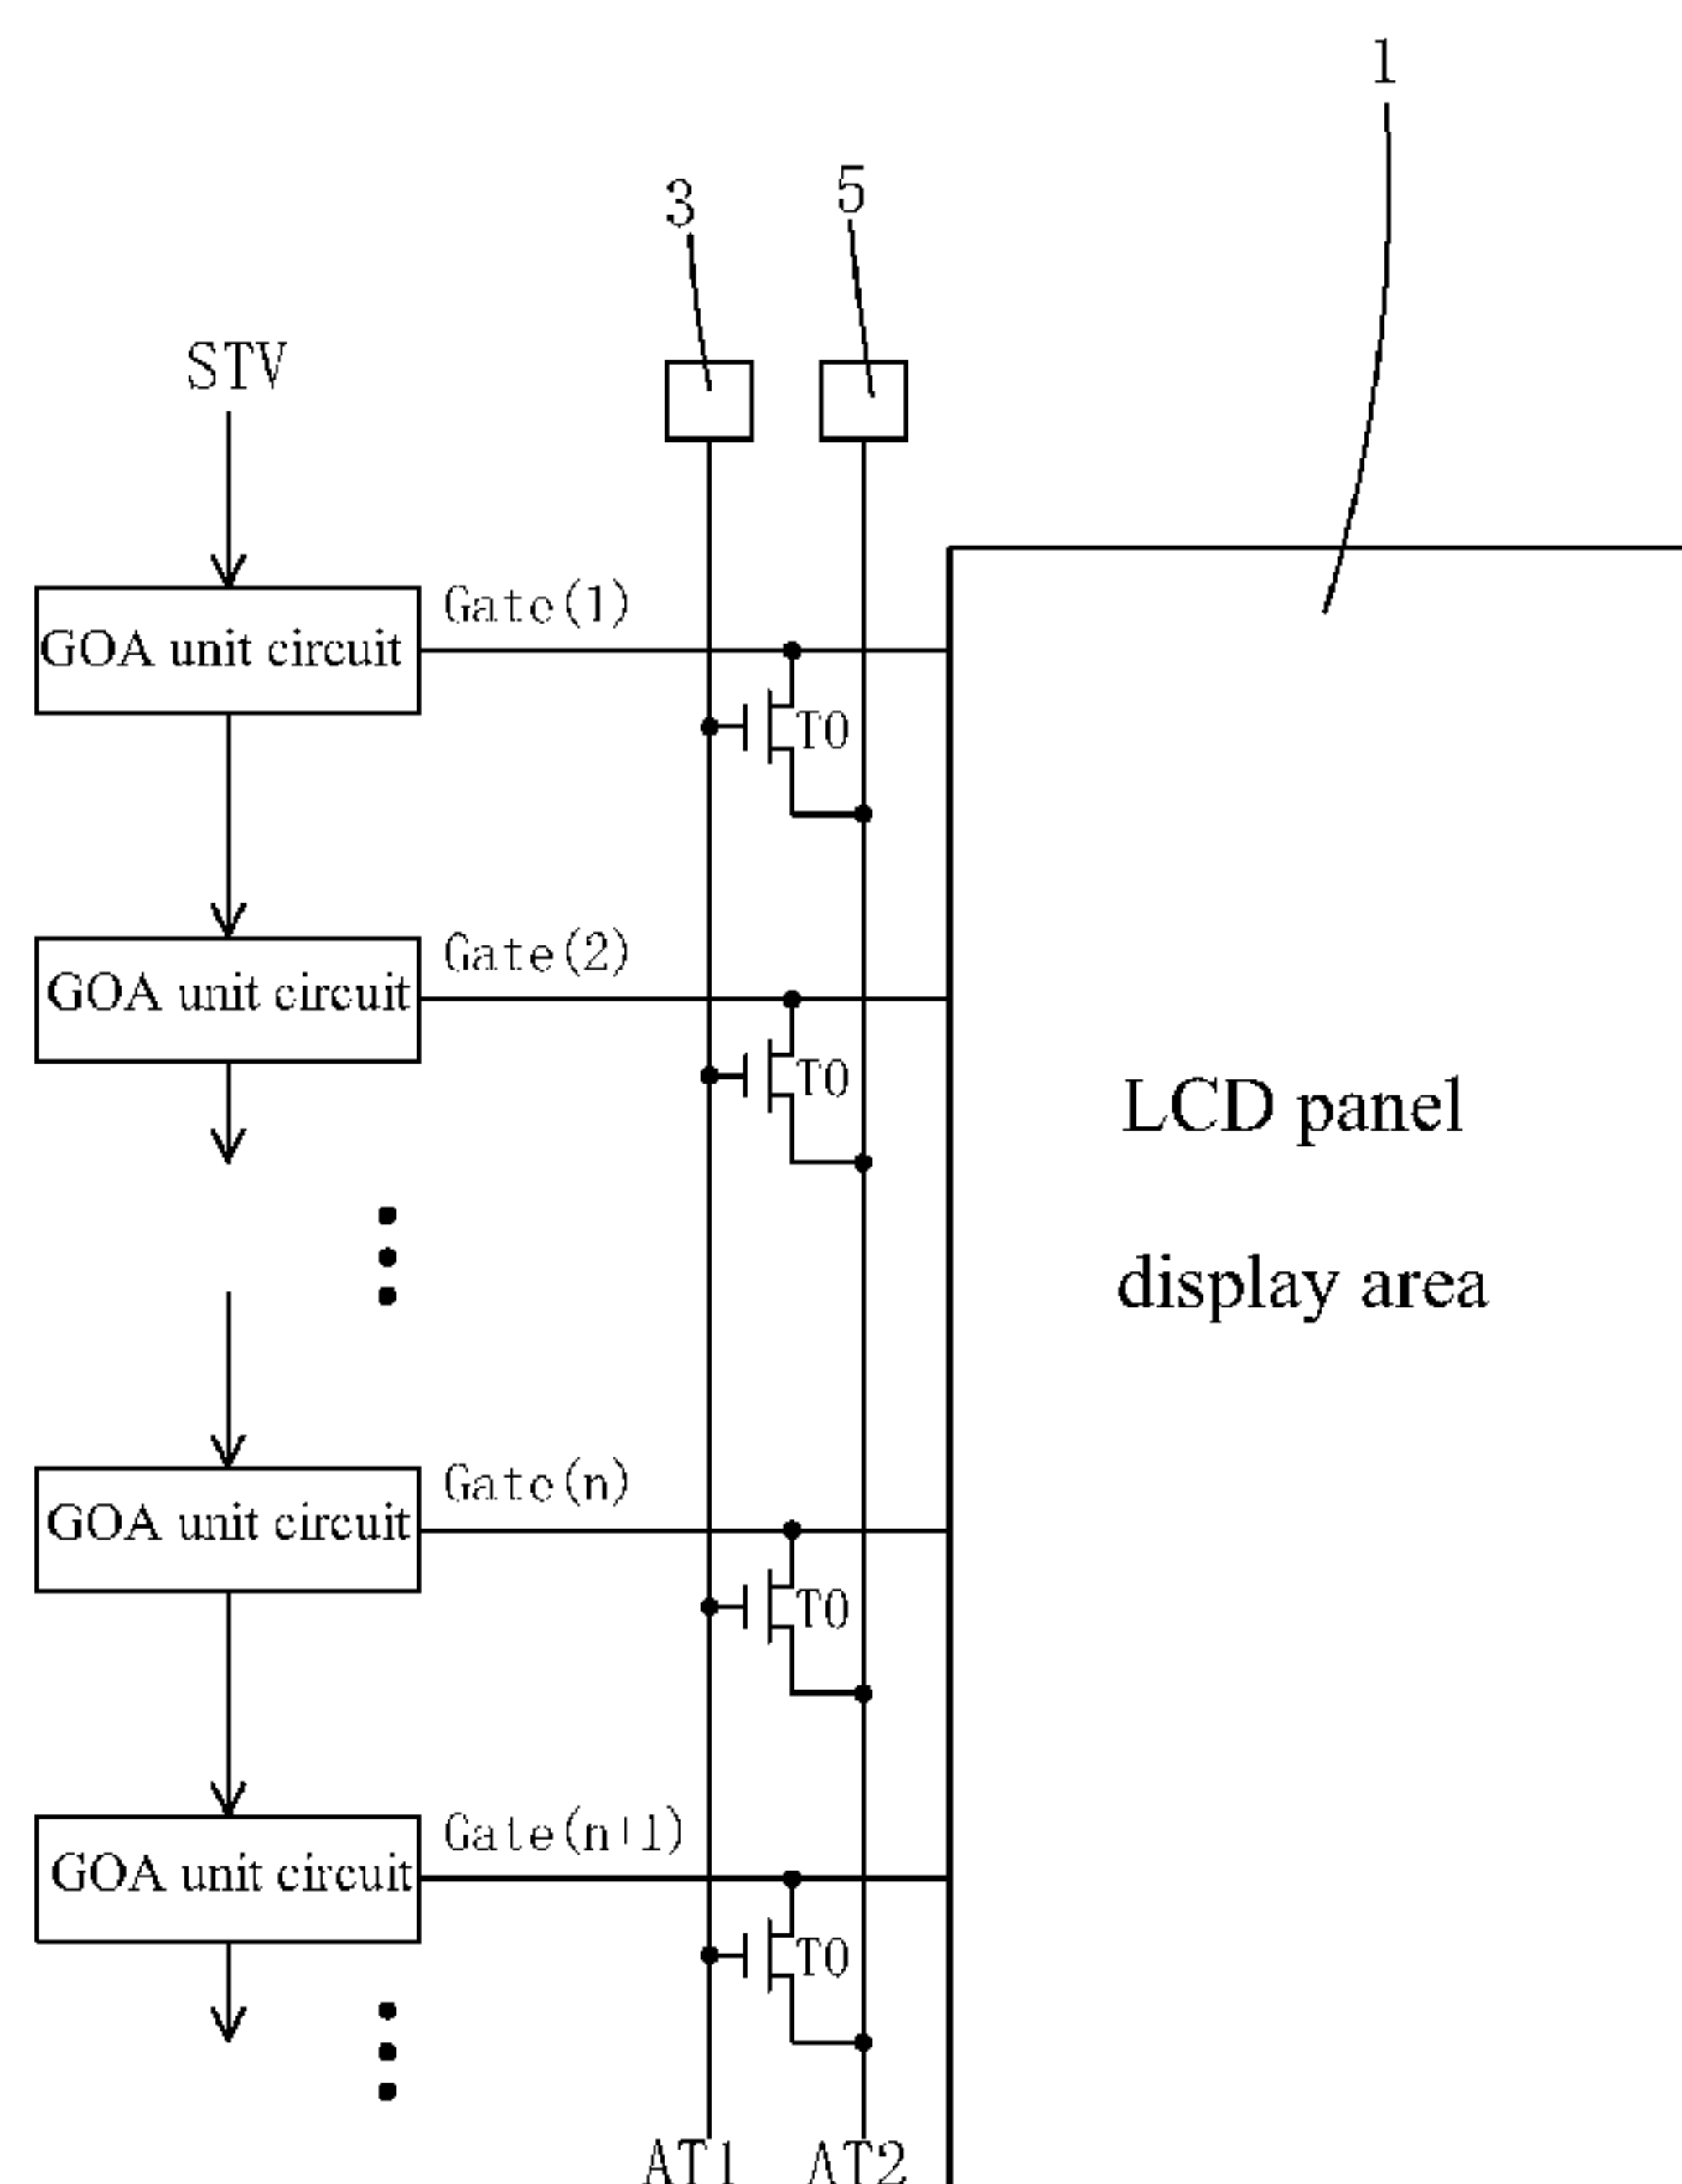 1
3
5
STV
GOA unit circuit
Gate(1)
T0
GOA unit circuit
Gate(2)
T0
LCD panel
display area
GOA unit circuit
Gate(n)
T0
GOA unit circuit
Gate(n+1)
T0
AT1
AT2